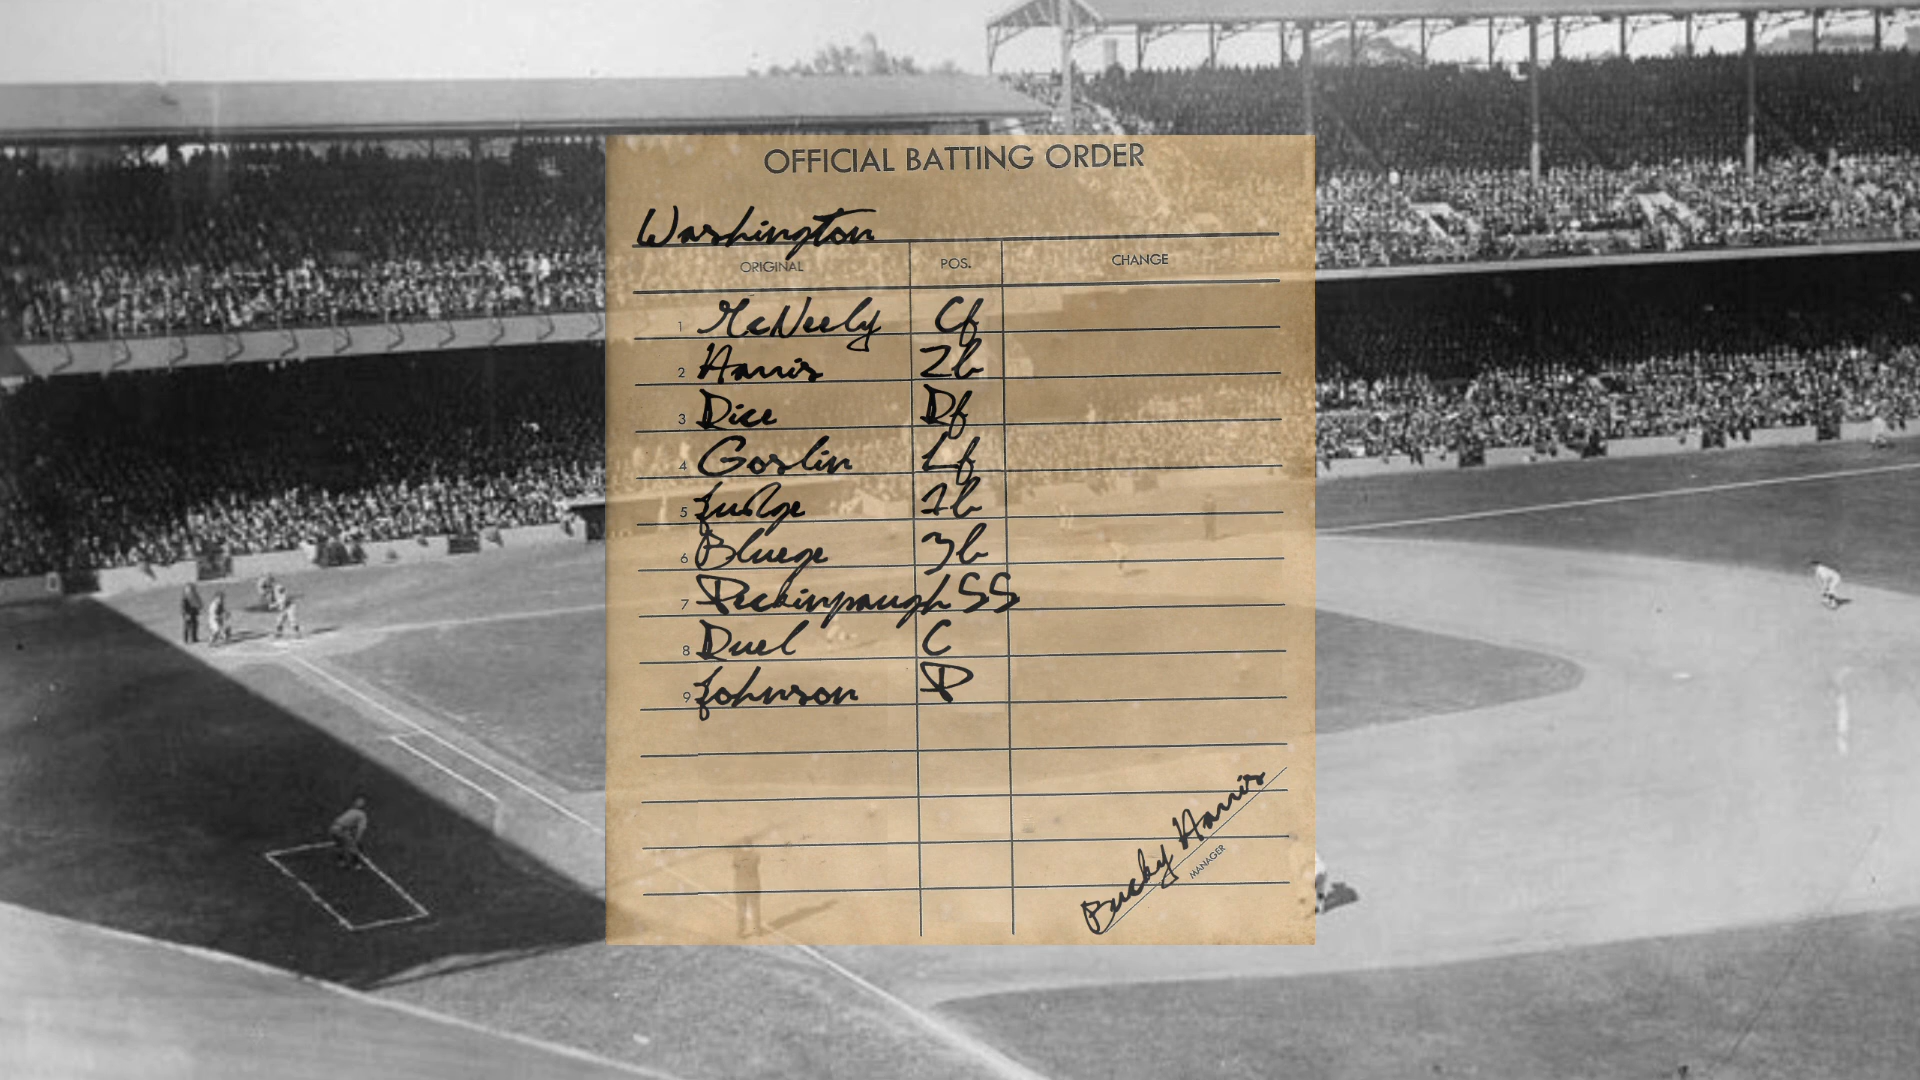 OFFICIAL BATTING ORDER
Washington
ORIGINAL POS. CHANGE
1 McNeely Cf
2 Harris 2b
3 Rice Rf
4 Goslin Lf
5 Judge 1b
6 Bluege 3b
7 Peckinpaugh SS
8 Ruel C
9 Johnson P
Bucky Harris
MANAGER